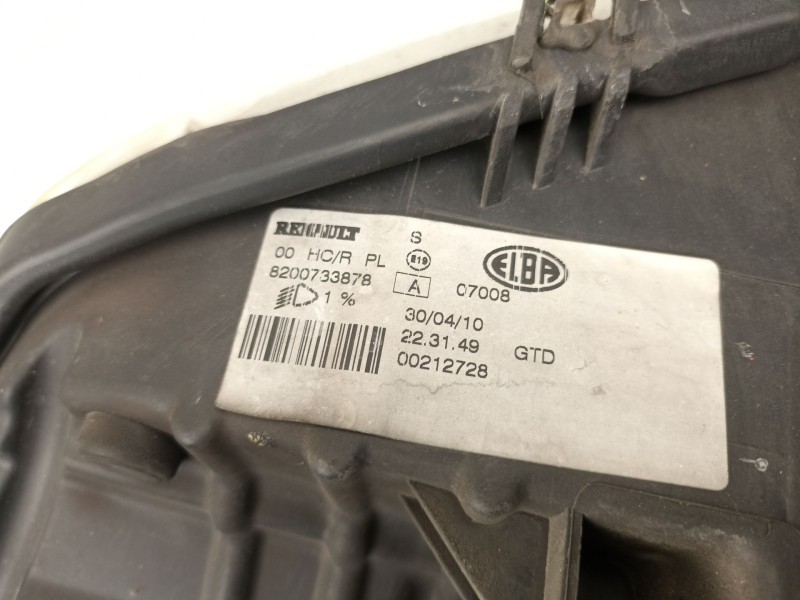 RENAULT S
00 HC/R PL E19 ELBA
8200733878 A 07008
1 % 30/04/10
22.31.49 GTD
00212728